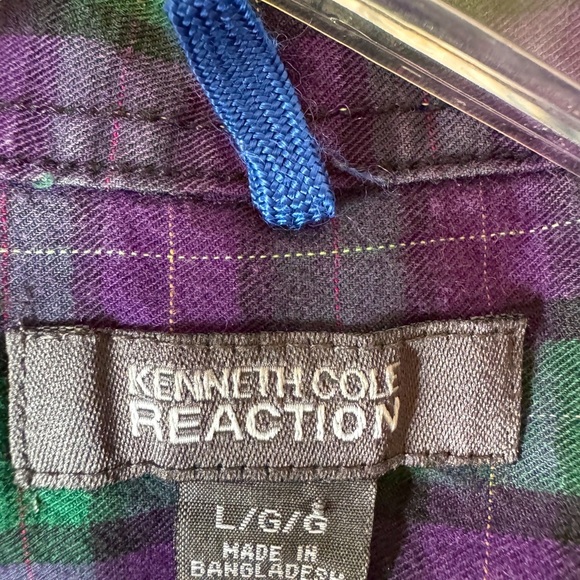 KENNETH COLE
REACTION
L/G/G
MADE IN
BANGLADESH